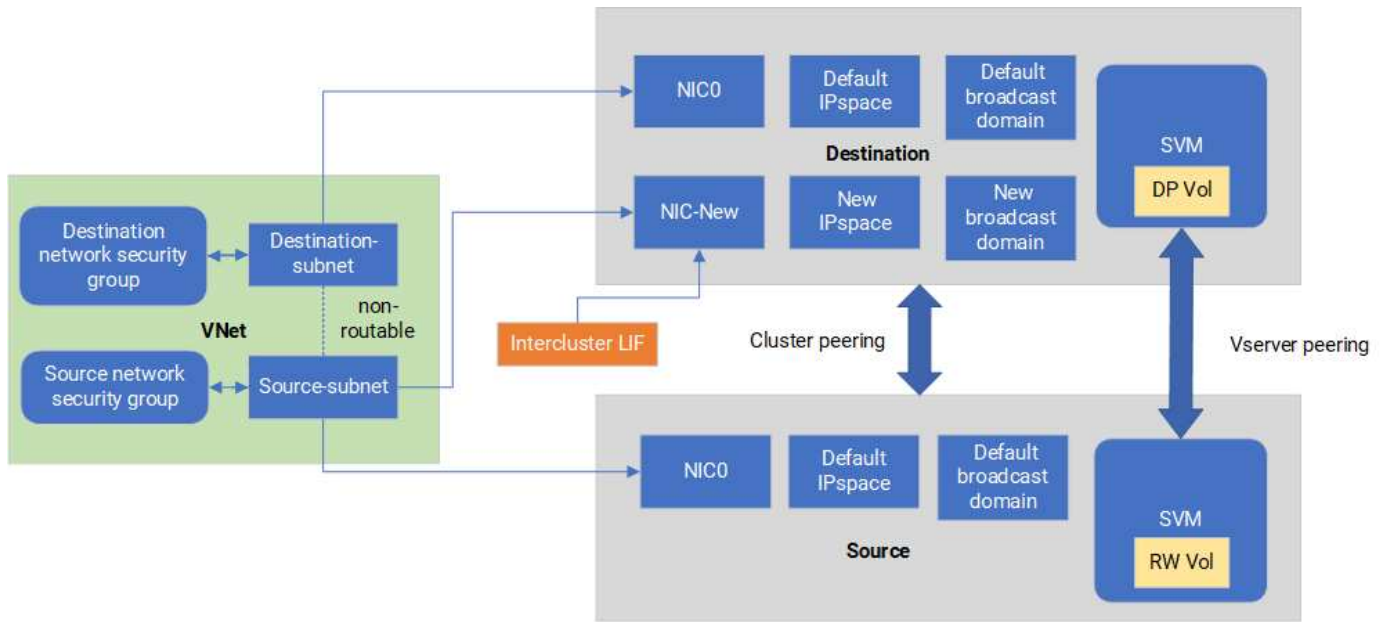 NIC0
Default
IPspace
Default
broadcast
domain
SVM
DP Vol
Destination
NIC-New
New
IPspace
New
broadcast
domain
Destination
network security
group
Destination-
subnet
VNet
non-
routable
Source network
security group
Source-subnet
Intercluster LIF
Cluster peering
Vserver peering
NIC0
Default
IPspace
Default
broadcast
domain
SVM
RW Vol
Source